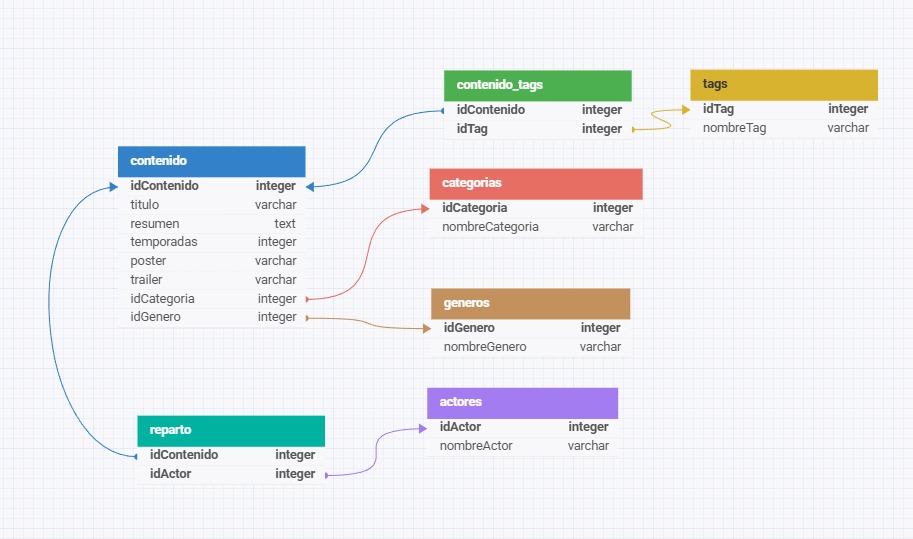 contenido_tags
idContenido integer
idTag integer
tags
idTag integer
nombreTag varchar
contenido
idContenido integer
titulo varchar
resumen text
temporadas integer
poster varchar
trailer varchar
idCategoria integer
idGenero integer
categorias
idCategoria integer
nombreCategoria varchar
generos
idGenero integer
nombreGenero varchar
actores
idActor integer
nombreActor varchar
reparto
idContenido integer
idActor integer